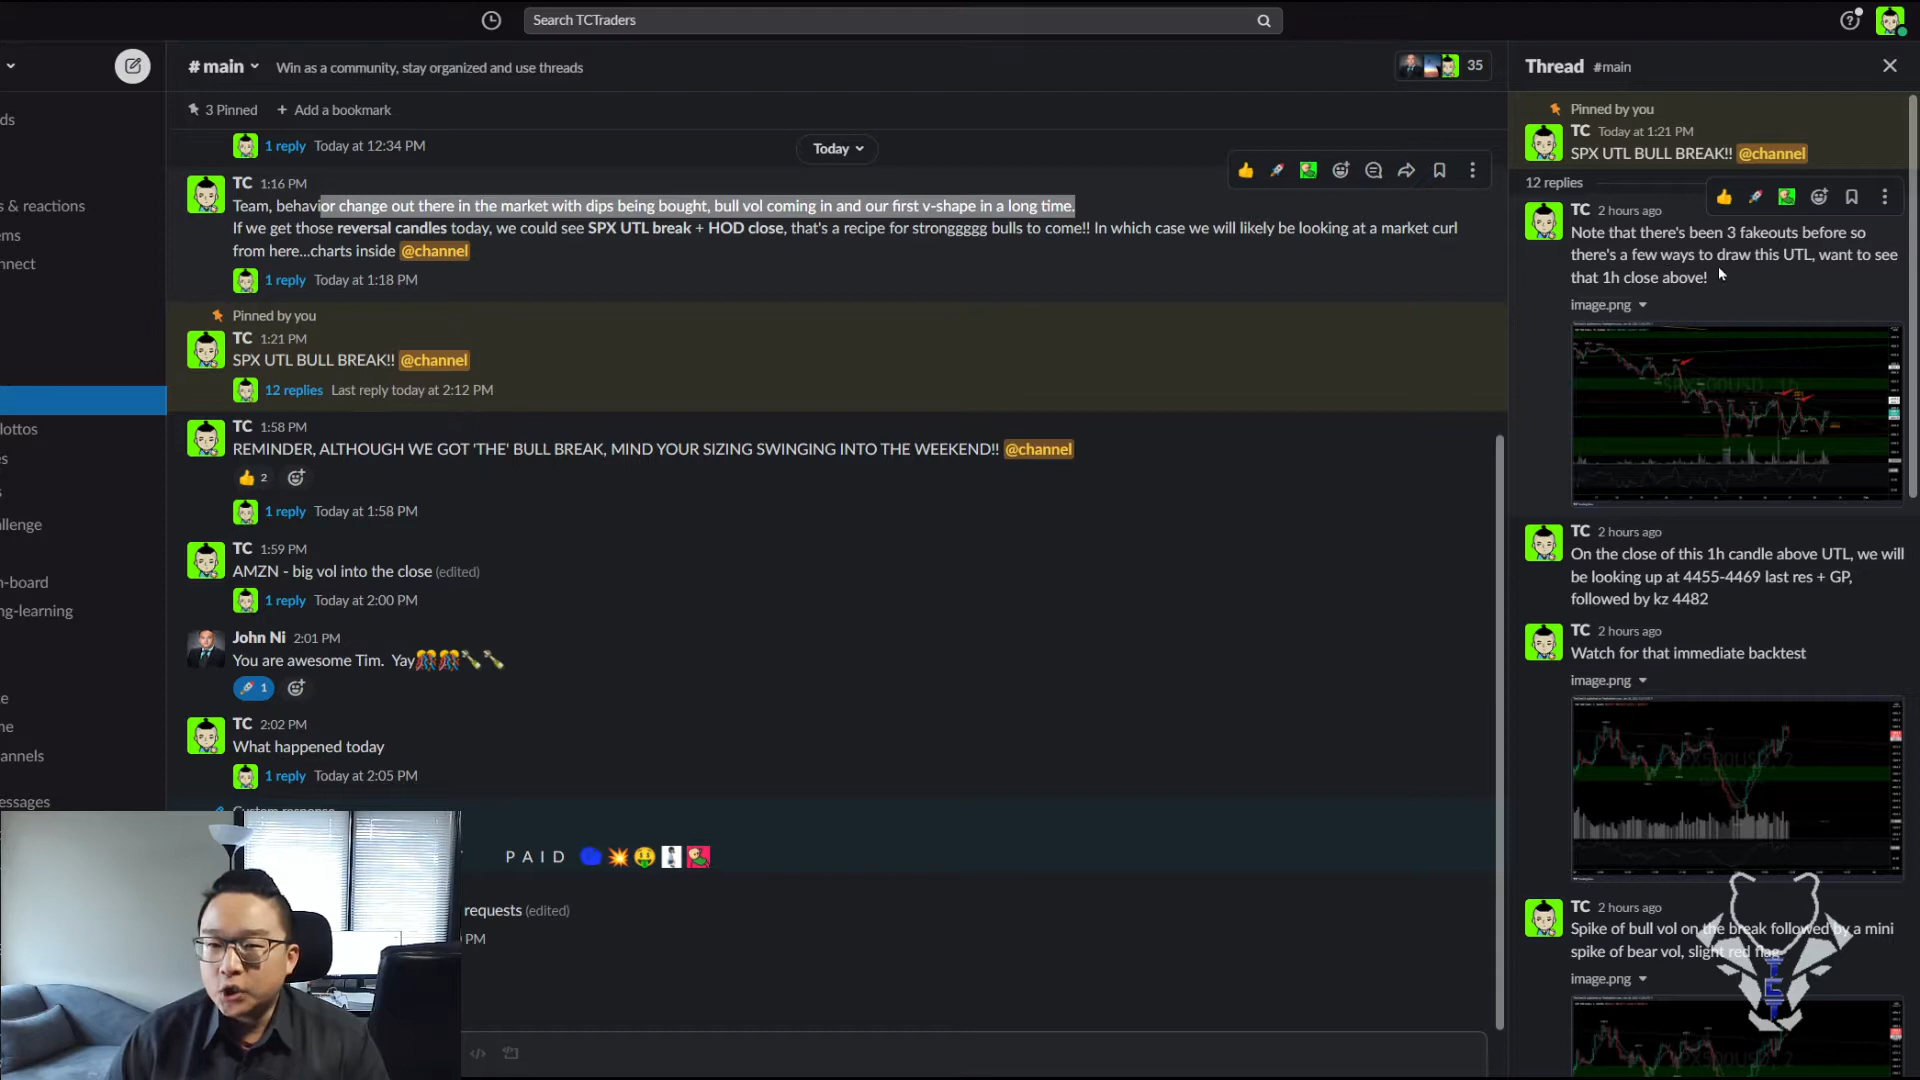 Search TCTraders
# main
Win as a community, stay organized and use threads
35
3 Pinned
+ Add a bookmark
ds
s & reactions
ems
onnect
lottos
es
s
allenge
n-board
ng-learning
e
me
annels
essages
1 reply Today at 12:34 PM
Today
TC 1:16 PM
Team, behavior change out there in the market with dips being bought, bull vol coming in and our first v-shape in a long time.
If we get those reversal candles today, we could see SPX UTL break + HOD close, that's a recipe for stronggggg bulls to come!! In which case we will likely be looking at a market curl
from here...charts inside @channel
1 reply Today at 1:18 PM
Pinned by you
TC 1:21 PM
SPX UTL BULL BREAK!! @channel
12 replies Last reply today at 2:12 PM
TC 1:58 PM
REMINDER, ALTHOUGH WE GOT 'THE' BULL BREAK, MIND YOUR SIZING SWINGING INTO THE WEEKEND!! @channel
2
1 reply Today at 1:58 PM
TC 1:59 PM
AMZN - big vol into the close (edited)
1 reply Today at 2:00 PM
John Ni 2:01 PM
You are awesome Tim. Yay
1
TC 2:02 PM
What happened today
1 reply Today at 2:05 PM
Custom response
P A I D
requests (edited)
PM
Thread #main
Pinned by you
TC Today at 1:21 PM
SPX UTL BULL BREAK!! @channel
12 replies
TC 2 hours ago
Note that there's been 3 fakeouts before so
there's a few ways to draw this UTL, want to see
that 1h close above!
image.png
TC 2 hours ago
On the close of this 1h candle above UTL, we will
be looking up at 4455-4469 last res + GP,
followed by kz 4482
TC 2 hours ago
Watch for that immediate backtest
image.png
TC 2 hours ago
Spike of bull vol on the break followed by a mini
spike of bear vol, slight red flag
image.png